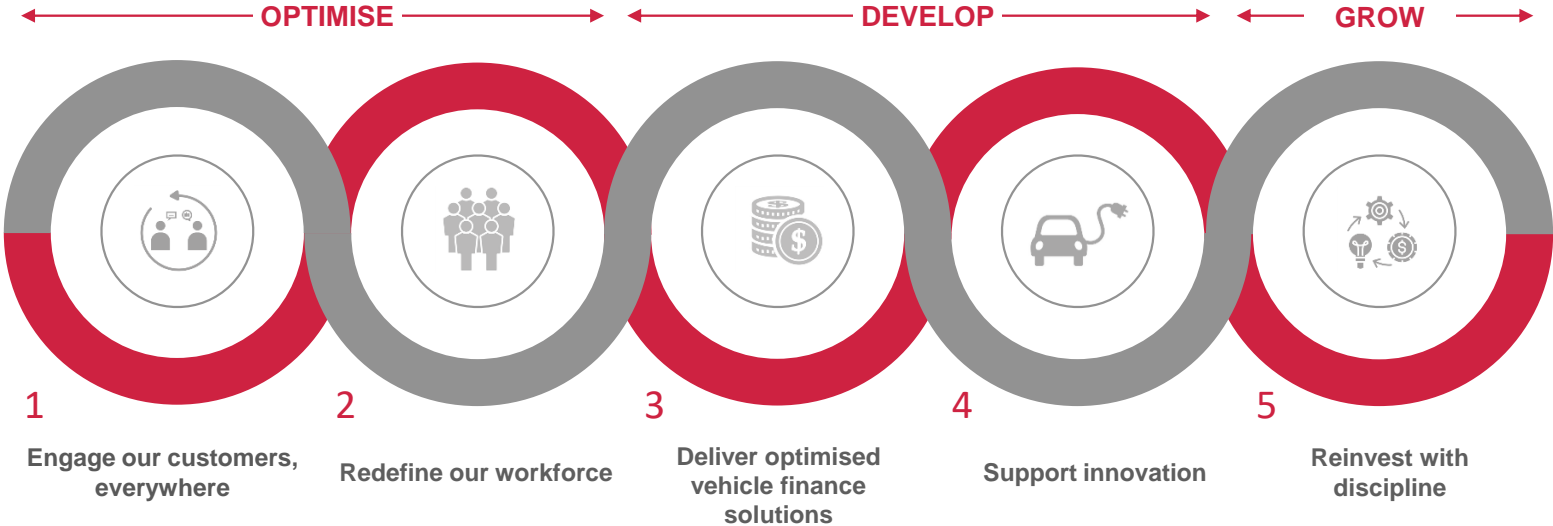 OPTIMISE
DEVELOP
GROW
1
2
3
4
5
Engage our customers,
everywhere
Redefine our workforce
Deliver optimised
vehicle finance
solutions
Support innovation
Reinvest with
discipline